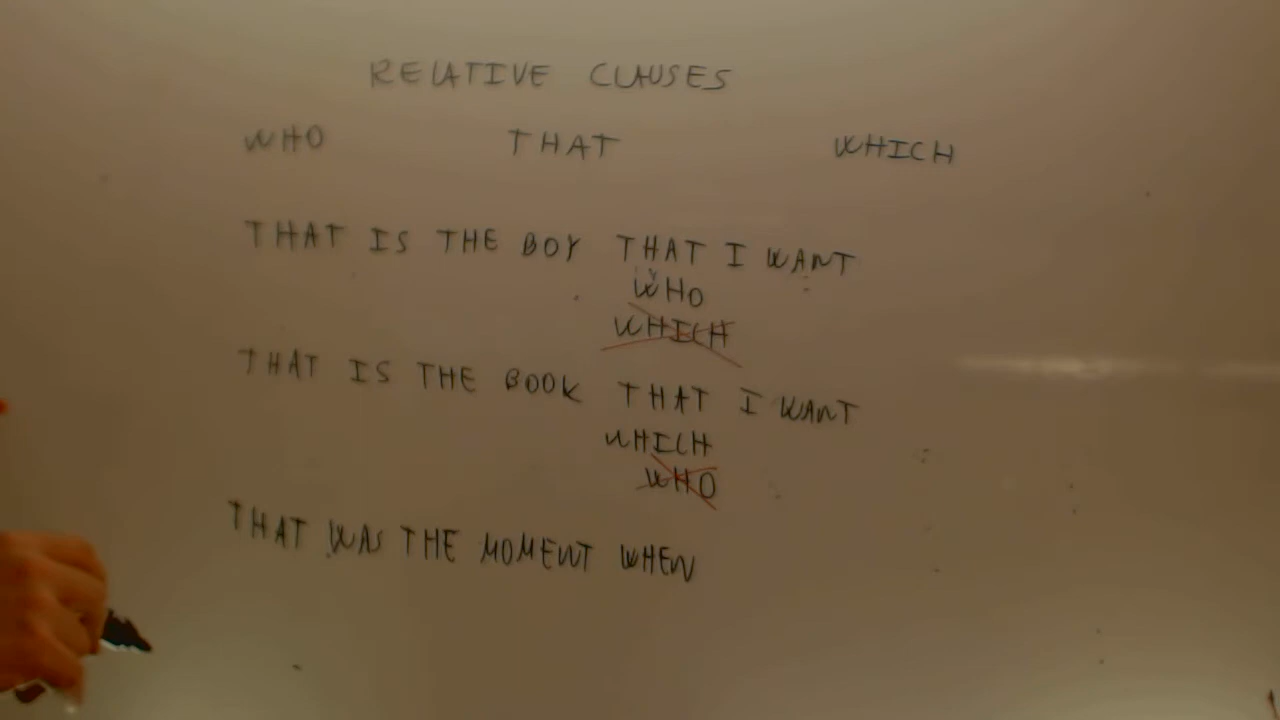 RELATIVE CLAUSES
WHO THAT WHICH
THAT IS THE BOY THAT I WANT
WHO
WHICH
THAT IS THE BOOK THAT I WANT
WHICH
WHO
THAT WAS THE MOMENT WHEN